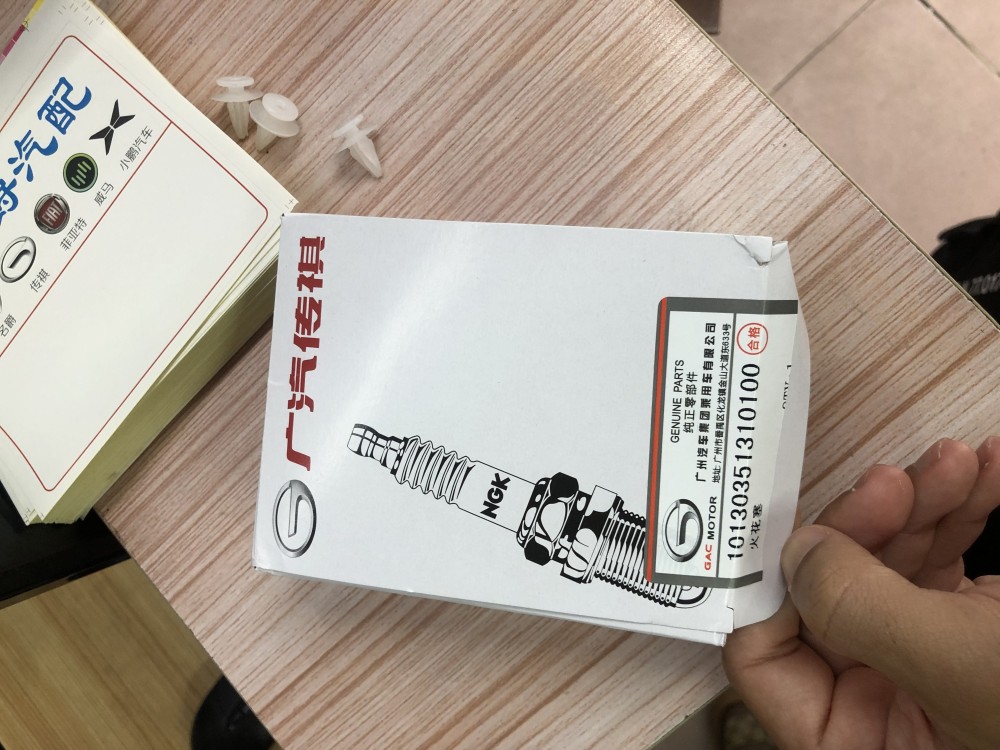 好汽配
名爵
传祺
菲亚特
威马
小鹏汽车
FIAT
广汽传祺
NGK
GENUINE PARTS
纯正零部件
广州汽车集团乘用车有限公司
地址:广州市番禺区化龙镇金山大道东633号
GAC MOTOR
10130351310100
合格
火花塞